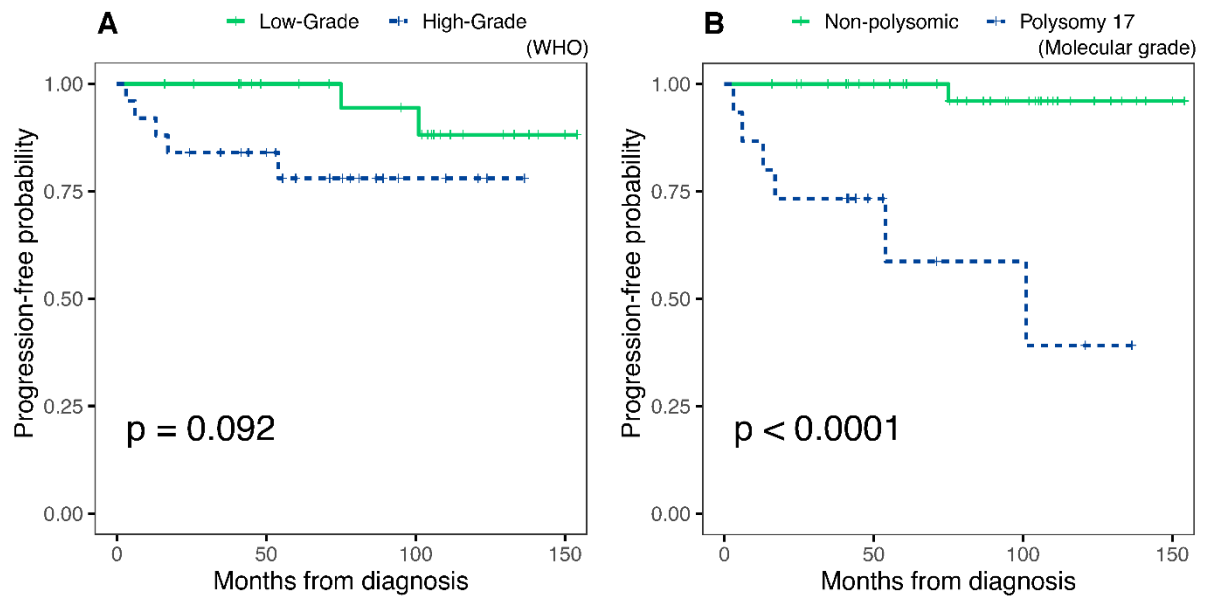 A
Low-Grade High-Grade
(WHO)
1.00
0.75
0.50
0.25
0.00
Progression-free probability
p = 0.092
0 50 100 150
Months from diagnosis
B
Non-polysomic Polysomy 17
(Molecular grade)
1.00
0.75
0.50
0.25
0.00
Progression-free probability
p < 0.0001
0 50 100 150
Months from diagnosis